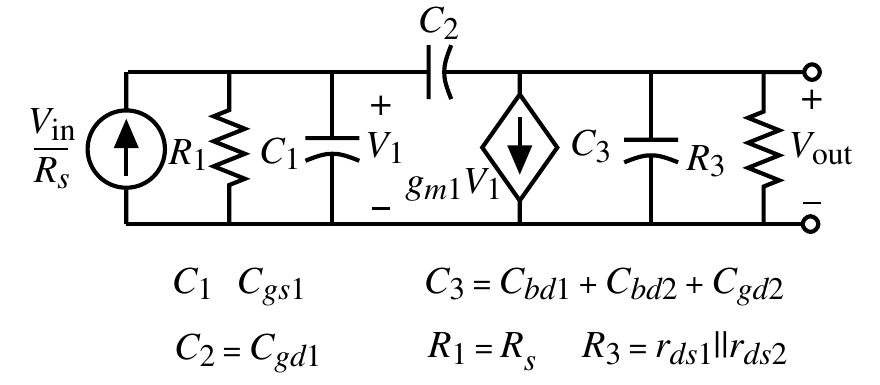 C2
Vin
Rs
R1
C1
+
V1
−
gm1V1
C3
R3
+
Vout
−
C1 Cgs1
C3 = Cbd1 + Cbd2 + Cgd2
C2 = Cgd1
R1 = Rs
R3 = rds1||rds2